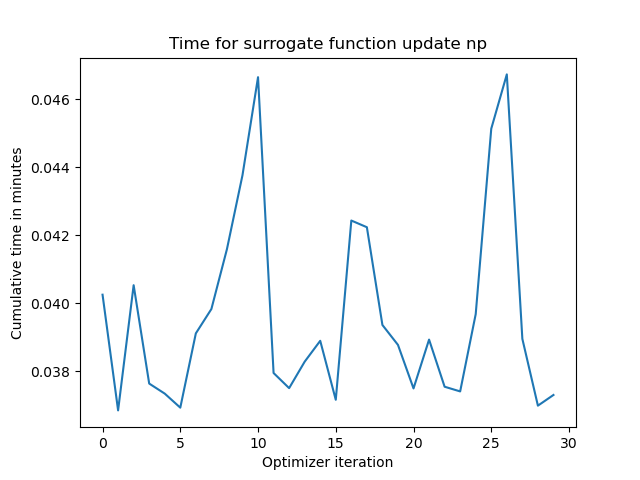 Time for surrogate function update np
Cumulative time in minutes
0.046
0.044
0.042
0.040
0.038
0 5 10 15 20 25 30
Optimizer iteration